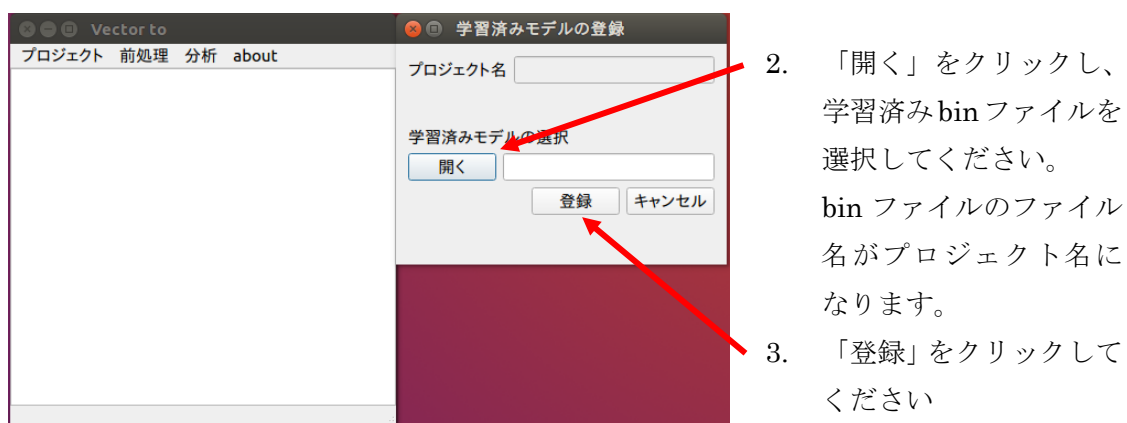 Vector to
プロジェクト 前処理 分析 about
学習済みモデルの登録
プロジェクト名
学習済みモデルの選択
開く
登録 キャンセル
2. 「開く」をクリックし、
学習済み bin ファイルを
選択してください。
bin ファイルのファイル
名がプロジェクト名に
なります。
3. 「登録」をクリックして
ください